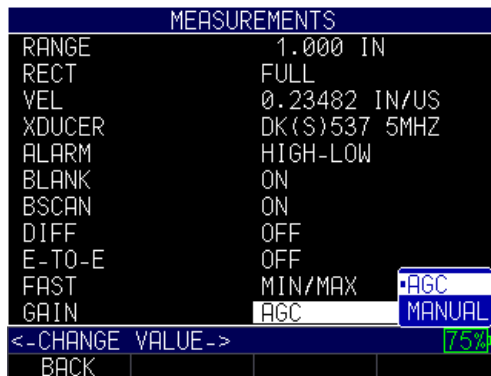 MEASUREMENTS
RANGE 1.000 IN
RECT FULL
VEL 0.23482 IN/US
XDUCER DK(S)537 5MHZ
ALARM HIGH-LOW
BLANK ON
BSCAN ON
DIFF OFF
E-TO-E OFF
FAST MIN/MAX ▪AGC
GAIN AGC MANUAL
<-CHANGE VALUE-> 75%
BACK